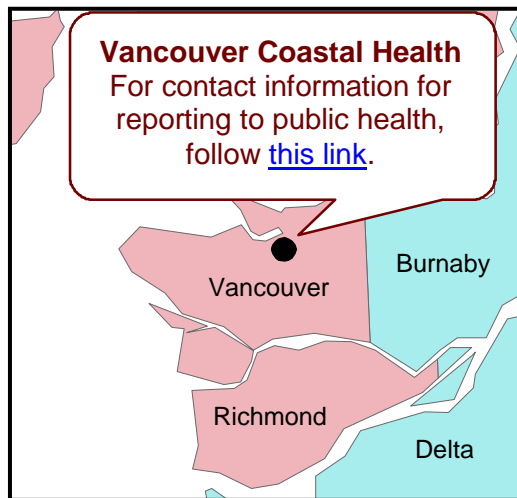 Vancouver Coastal Health
For contact information for
reporting to public health,
follow this link.
Burnaby
Vancouver
Richmond
Delta